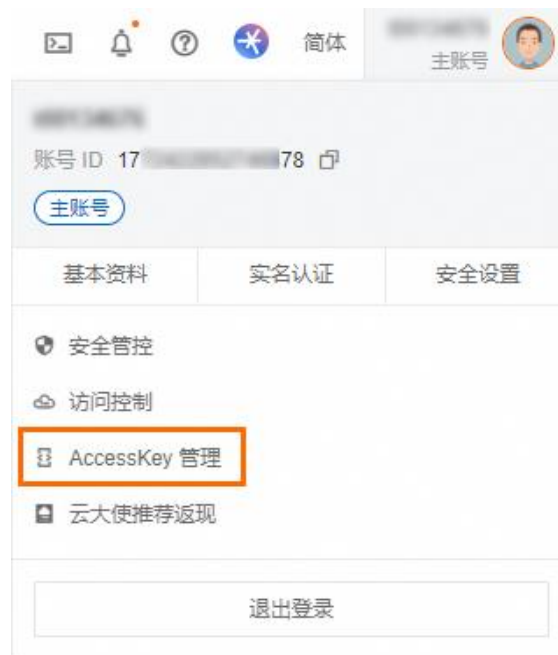 简体
主账号
账号 ID 17 78
主账号
基本资料 实名认证 安全设置
安全管控
访问控制
AccessKey 管理
云大使推荐返现
退出登录